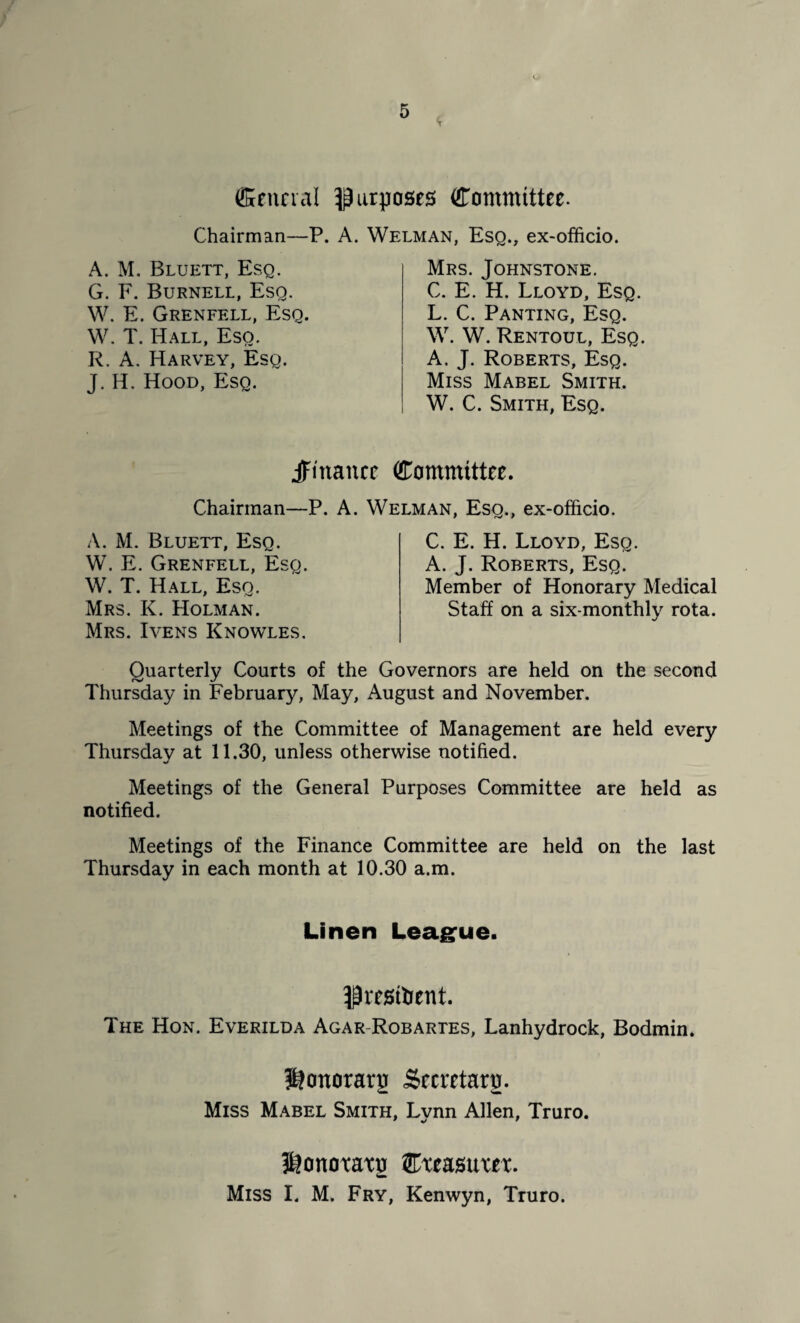 5
General Purposes Committee.
Chairman—P. A. Welman, Esq., ex-officio.
A. M. Bluett, Esq.
G. F. Burnell, Esq.
W. E. Grenfell, Esq.
W. T. Hall, Esq.
R. A. Harvey, Esq.
J. H. Hood, Esq.
Mrs. Johnstone.
C. E. H. Lloyd, Esq.
L. C. Panting, Esq.
W. W. Rentoul, Esq.
A. J. Roberts, Esq.
Miss Mabel Smith.
W. C. Smith, Esq.
Finance Committee.
Chairman—P. A. Welman, Esq., ex-officio.
A. M. Bluett, Esq.
W. E. Grenfell, Esq.
W. T. Hall, Esq.
Mrs. K. Holman.
Mrs. Ivens Knowles.
C. E. H. Lloyd, Esq.
A. J. Roberts, Esq.
Member of Honorary Medical
Staff on a six-monthly rota.
Quarterly Courts of the Governors are held on the second
Thursday in February, May, August and November.
Meetings of the Committee of Management are held every
Thursday at 11.30, unless otherwise notified.
Meetings of the General Purposes Committee are held as
notified.
Meetings of the Finance Committee are held on the last
Thursday in each month at 10.30 a.m.
Linen League.
President.
The Hon. Everilda Agar-Robartes, Lanhydrock, Bodmin.
Honorary Secretary.
Miss Mabel Smith, Lynn Allen, Truro.
Honorary Treasurer.
Miss I. M. Fry, Kenwyn, Truro.